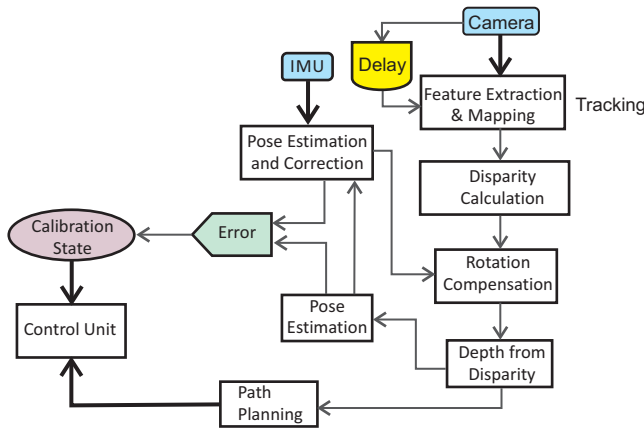 Camera
IMU
Delay
Feature Extraction
& Mapping
Tracking
Pose Estimation
and Correction
Disparity
Calculation
Calibration
State
Error
Rotation
Compensation
Control Unit
Pose
Estimation
Depth from
Disparity
Path
Planning